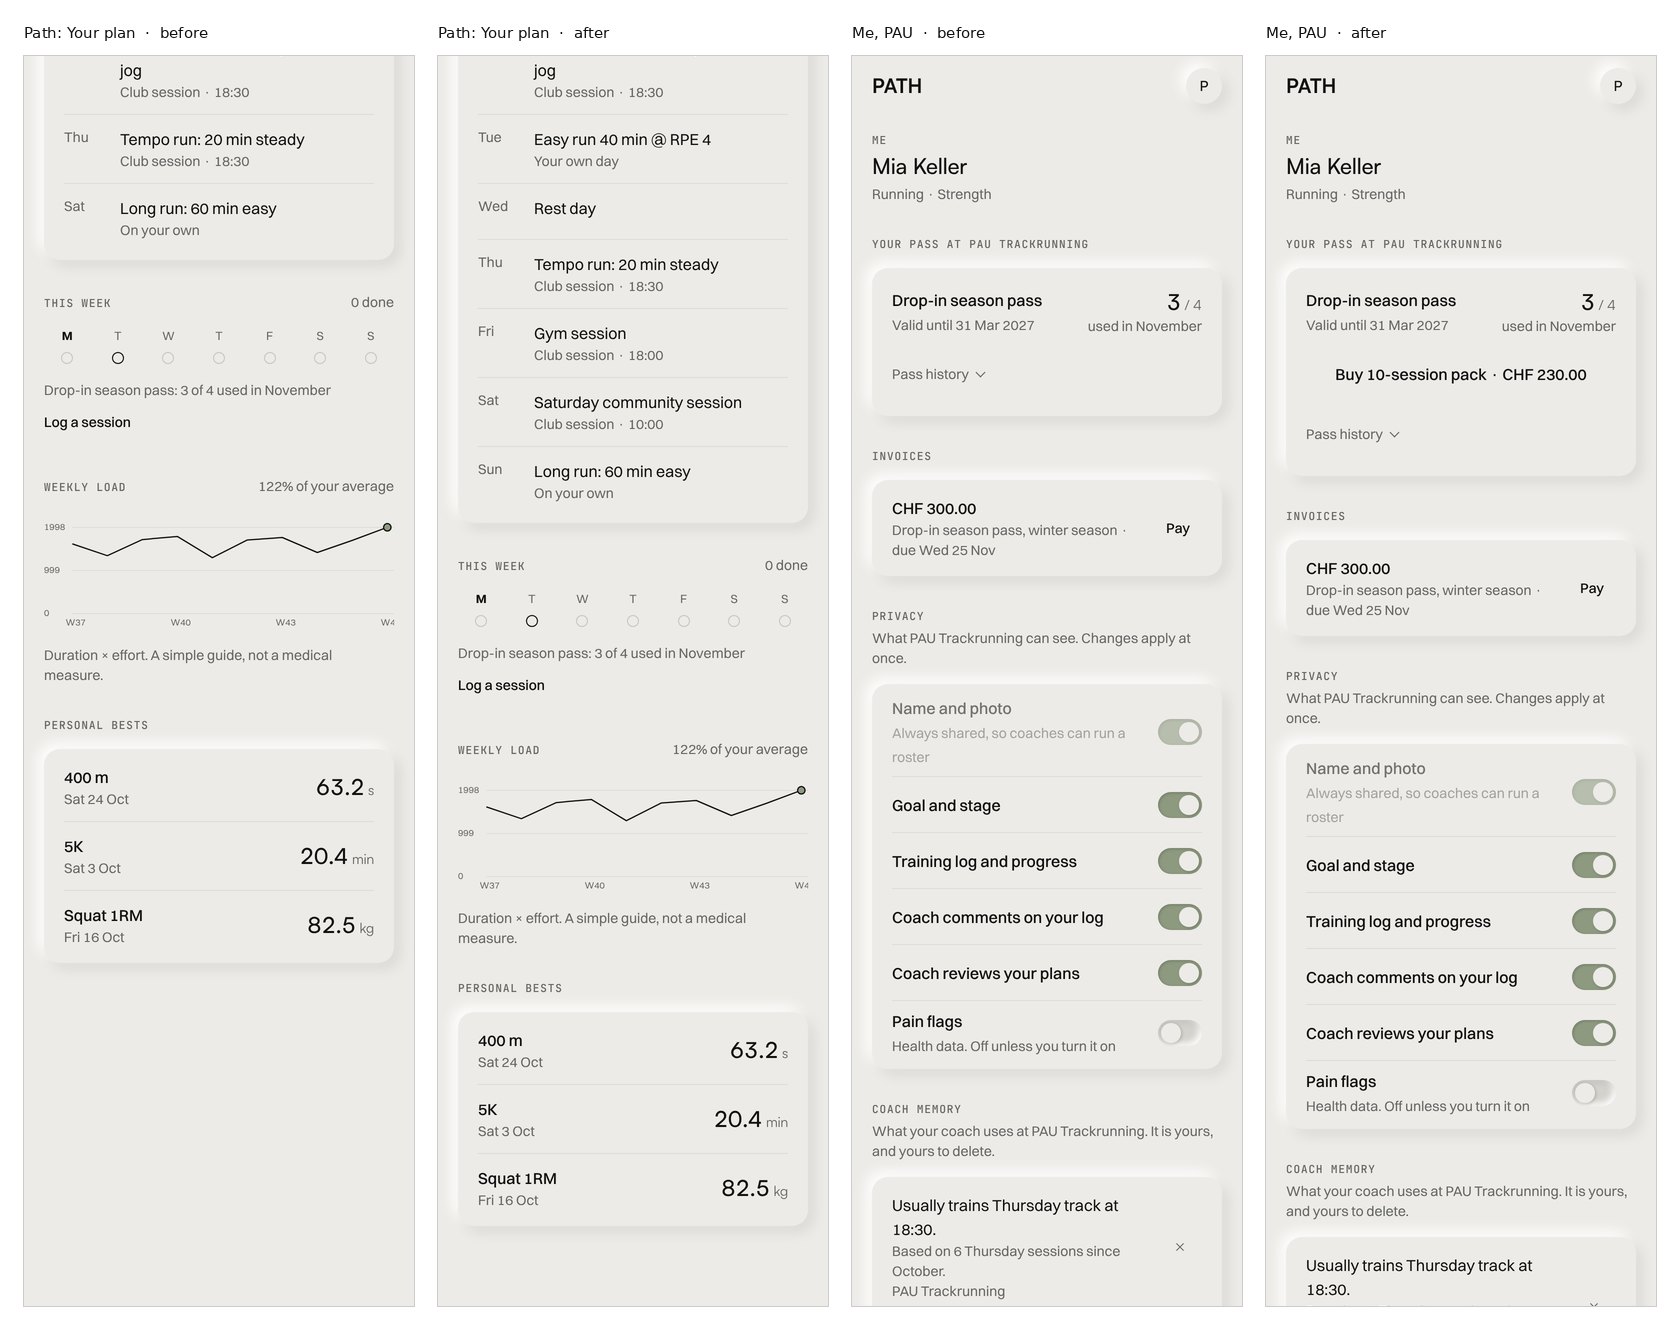 Path: Your plan · before
jog
Club session · 18:30
Thu
Tempo run: 20 min steady
Club session · 18:30
Sat
Long run: 60 min easy
On your own
THIS WEEK
0 done
M T W T F S S
Drop-in season pass: 3 of 4 used in November
Log a session
WEEKLY LOAD
122% of your average
1998
999
0
W37 W40 W43 W4
Duration × effort. A simple guide, not a medical
measure.
PERSONAL BESTS
400 m
Sat 24 Oct
63.2 s
5K
Sat 3 Oct
20.4 min
Squat 1RM
Fri 16 Oct
82.5 kg
Path: Your plan · after
jog
Club session · 18:30
Tue
Easy run 40 min @ RPE 4
Your own day
Wed
Rest day
Thu
Tempo run: 20 min steady
Club session · 18:30
Fri
Gym session
Club session · 18:00
Sat
Saturday community session
Club session · 10:00
Sun
Long run: 60 min easy
On your own
THIS WEEK
0 done
M T W T F S S
Drop-in season pass: 3 of 4 used in November
Log a session
WEEKLY LOAD
122% of your average
1998
999
0
W37 W40 W43 W4
Duration × effort. A simple guide, not a medical
measure.
PERSONAL BESTS
400 m
Sat 24 Oct
63.2 s
5K
Sat 3 Oct
20.4 min
Squat 1RM
Fri 16 Oct
82.5 kg
Me, PAU · before
PATH
P
ME
Mia Keller
Running · Strength
YOUR PASS AT PAU TRACKRUNNING
Drop-in season pass
3 / 4
Valid until 31 Mar 2027
used in November
Pass history
INVOICES
CHF 300.00
Drop-in season pass, winter season ·
due Wed 25 Nov
Pay
PRIVACY
What PAU Trackrunning can see. Changes apply at
once.
Name and photo
Always shared, so coaches can run a
roster
Goal and stage
Training log and progress
Coach comments on your log
Coach reviews your plans
Pain flags
Health data. Off unless you turn it on
COACH MEMORY
What your coach uses at PAU Trackrunning. It is yours,
and yours to delete.
Usually trains Thursday track at
18:30.
Based on 6 Thursday sessions since
October.
PAU Trackrunning
×
Me, PAU · after
PATH
P
ME
Mia Keller
Running · Strength
YOUR PASS AT PAU TRACKRUNNING
Drop-in season pass
3 / 4
Valid until 31 Mar 2027
used in November
Buy 10-session pack · CHF 230.00
Pass history
INVOICES
CHF 300.00
Drop-in season pass, winter season ·
due Wed 25 Nov
Pay
PRIVACY
What PAU Trackrunning can see. Changes apply at
once.
Name and photo
Always shared, so coaches can run a
roster
Goal and stage
Training log and progress
Coach comments on your log
Coach reviews your plans
Pain flags
Health data. Off unless you turn it on
COACH MEMORY
What your coach uses at PAU Trackrunning. It is yours,
and yours to delete.
Usually trains Thursday track at
18:30.